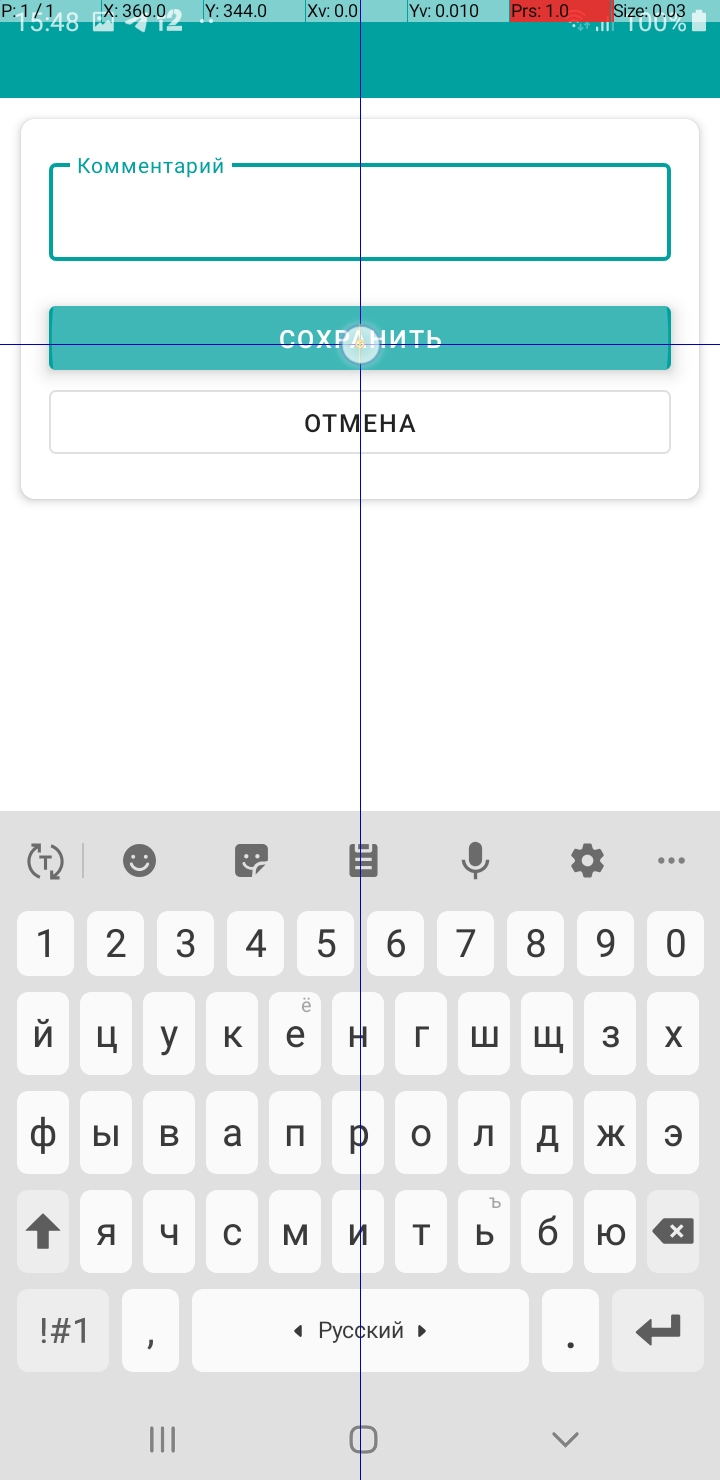 P: 1 / 1 X: 360.0 Y: 344.0 Xv: 0.0 Yv: 0.010 Prs: 1.0 Size: 0.03
15:48 12 100%
Комментарий
СОХРАНИТЬ
ОТМЕНА
1 2 3 4 5 6 7 8 9 0
ё
й ц у к е н г ш щ з х
ф ы в а п р о л д ж э
ъ
я ч с м и т ь б ю
!#1 , Русский .